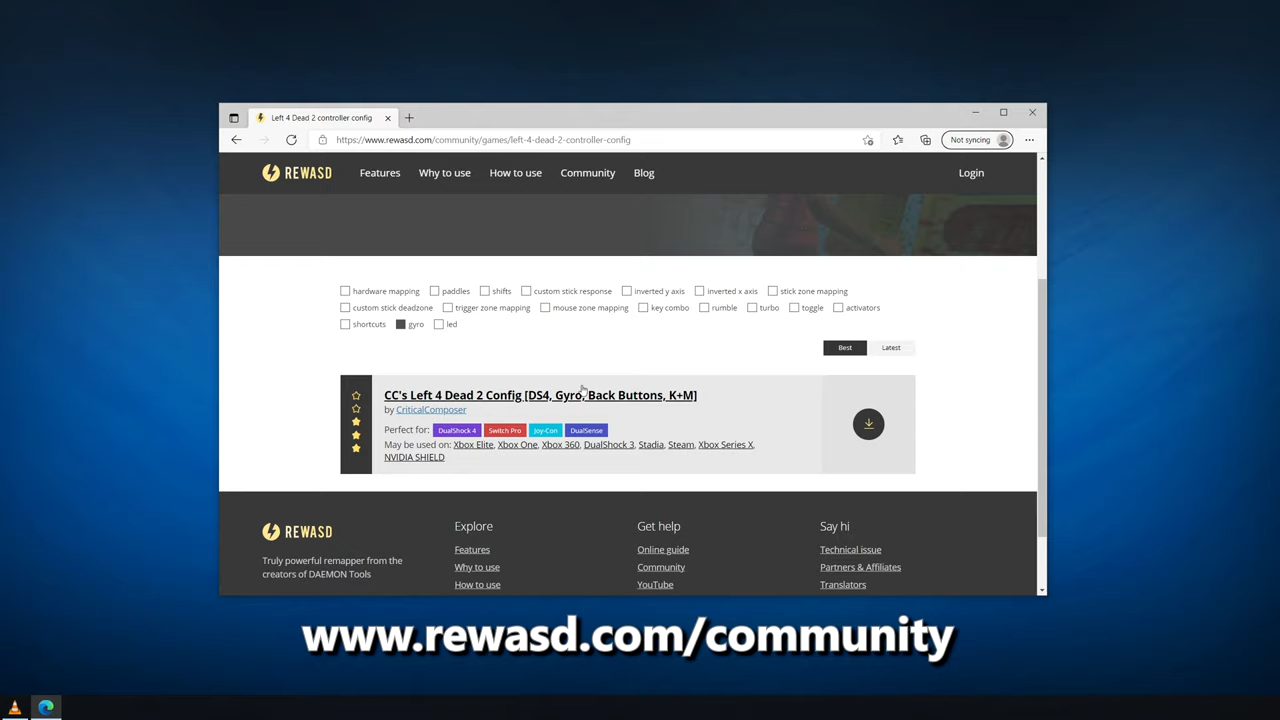 Left 4 Dead 2 controller config
https://www.rewasd.com/community/games/left-4-dead-2-controller-config
Not syncing
REWASD
Features
Why to use
How to use
Community
Blog
Login
hardware mapping paddles shifts custom stick response inverted y axis inverted x axis stick zone mapping
custom stick deadzone trigger zone mapping mouse zone mapping key combo rumble turbo toggle activators
shortcuts gyro led
Best Latest
CC's Left 4 Dead 2 Config [DS4, Gyro, Back Buttons, K+M]
by CriticalComposer
Perfect for: DualShock 4 Switch Pro Joy-Con DualSense
May be used on: Xbox Elite, Xbox One, Xbox 360, DualShock 3, Stadia, Steam, Xbox Series X,
NVIDIA SHIELD
REWASD
Truly powerful remapper from the
creators of DAEMON Tools
Explore
Features
Why to use
How to use
Get help
Online guide
Community
YouTube
Say hi
Technical issue
Partners & Affiliates
Translators
www.rewasd.com/community